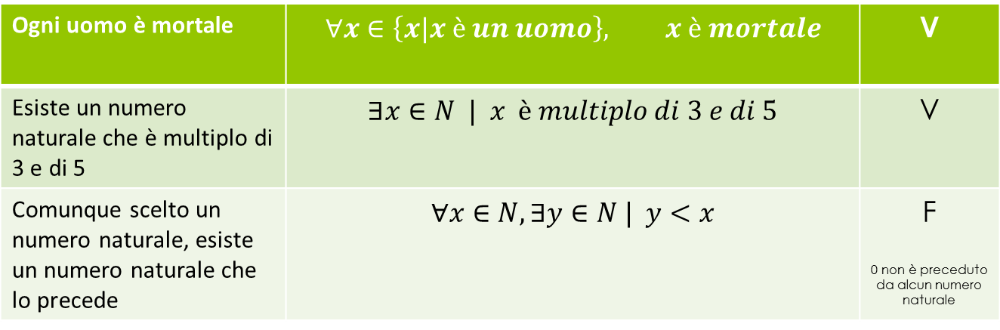 Ogni uomo è mortale
∀x ∈ {x|x è un uomo}, x è mortale
V
Esiste un numero
naturale che è multiplo di
3 e di 5
∃x ∈ N | x è multiplo di 3 e di 5
V
Comunque scelto un
numero naturale, esiste
un numero naturale che
lo precede
∀x ∈ N, ∃y ∈ N | y < x
F
0 non è preceduto
da alcun numero
naturale